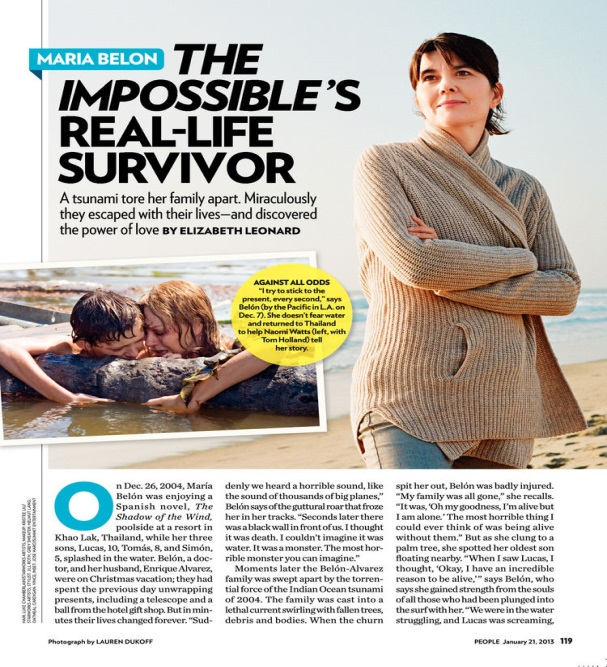 MARIA BELON
THE
IMPOSSIBLE'S
REAL-LIFE
SURVIVOR
A tsunami tore her family apart. Miraculously
they escaped with their lives—and discovered
the power of love BY ELIZABETH LEONARD
AGAINST ALL ODDS
"I try to stick to the
present, every second," says
Belón (by the Pacific in L.A. on
Dec. 7). She doesn't fear water
and returned to Thailand
to help Naomi Watts (left, with
Tom Holland) tell
her story.
On Dec. 26, 2004, María
Belón was enjoying a
Spanish novel, The
Shadow of the Wind,
poolside at a resort in
Khao Lak, Thailand, while her three
sons, Lucas, 10, Tomás, 8, and Simón,
5, splashed in the water. Belón, a doc-
tor, and her husband, Enrique Alvarez,
were on Christmas vacation; they had
spent the previous day unwrapping
presents, including a telescope and a
ball from the hotel gift shop. But in min-
utes their lives changed forever. "Sud-
denly we heard a horrible sound, like
the sound of thousands of big planes,"
Belón says of the guttural roar that froze
her in her tracks. "Seconds later there
was a black wall in front of us. I thought
it was death. I couldn't imagine it was
water. It was a monster. The most hor-
rible monster you can imagine."
Moments later the Belón-Alvarez
family was swept apart by the torren-
tial force of the Indian Ocean tsunami
of 2004. The family was cast into a
lethal current swirling with fallen trees,
debris and bodies. When the churn
spit her out, Belón was badly injured.
"My family was all gone," she recalls.
"It was, 'Oh my goodness, I'm alive but
I am alone.' The most horrible thing I
could ever think of was being alive
without them." But as she clung to a
palm tree, she spotted her oldest son
floating nearby. "When I saw Lucas, I
thought, 'Okay, I have an incredible
reason to be alive,'" says Belón, who
says she gained strength from the souls
of all those who had been plunged into
the surf with her. "We were in the water
struggling, and Lucas was screaming,
Photograph by LAUREN DUKOFF
PEOPLE January 21, 2013 119